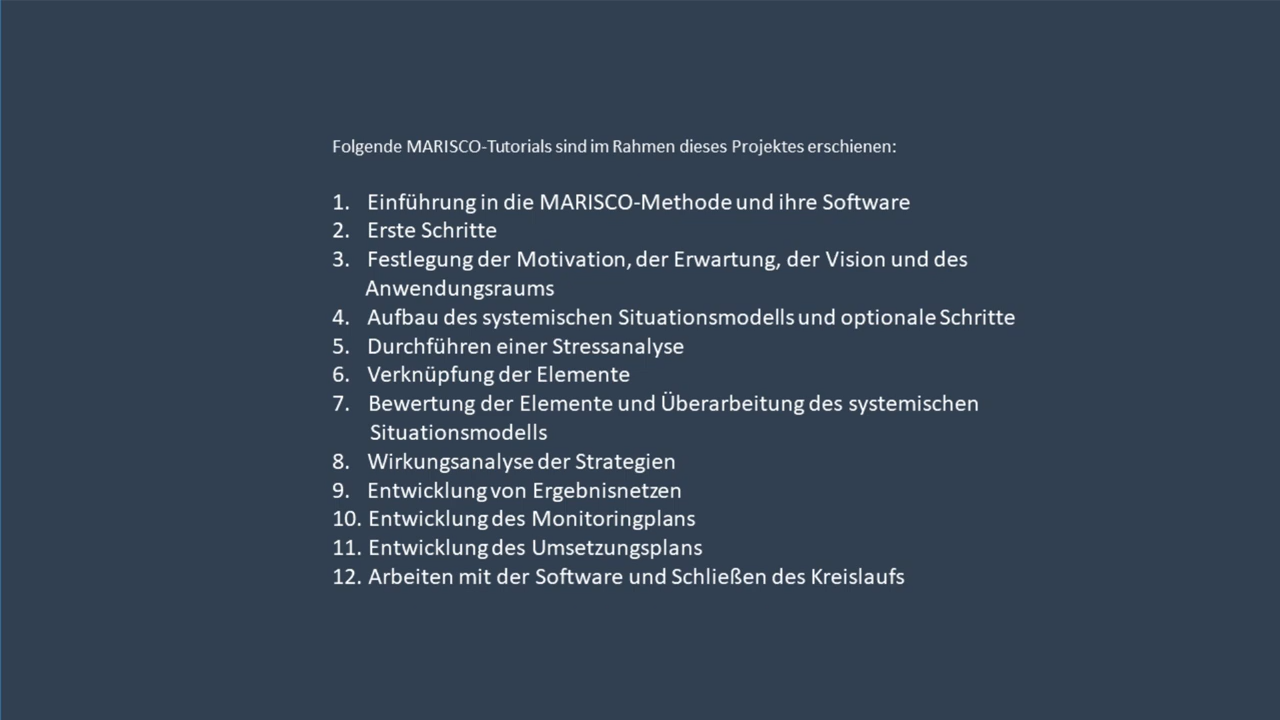 Folgende MARISCO-Tutorials sind im Rahmen dieses Projektes erschienen:
1. Einführung in die MARISCO-Methode und ihre Software
2. Erste Schritte
3. Festlegung der Motivation, der Erwartung, der Vision und des
Anwendungsraums
4. Aufbau des systemischen Situationsmodells und optionale Schritte
5. Durchführen einer Stressanalyse
6. Verknüpfung der Elemente
7. Bewertung der Elemente und Überarbeitung des systemischen
Situationsmodells
8. Wirkungsanalyse der Strategien
9. Entwicklung von Ergebnisnetzen
10. Entwicklung des Monitoringplans
11. Entwicklung des Umsetzungsplans
12. Arbeiten mit der Software und Schließen des Kreislaufs